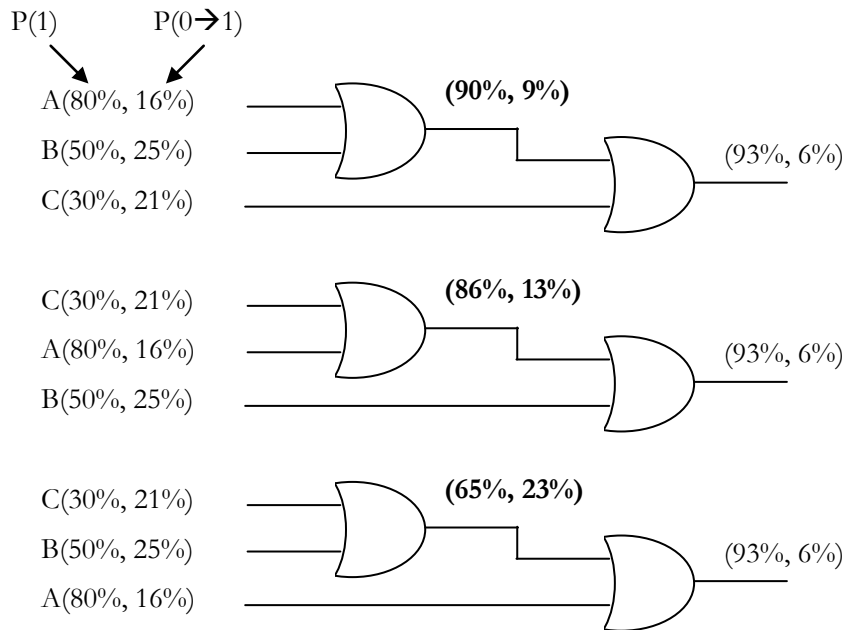 P(1) P(0→1)
A(80%, 16%) (90%, 9%)
B(50%, 25%) (93%, 6%)
C(30%, 21%)
C(30%, 21%) (86%, 13%)
A(80%, 16%) (93%, 6%)
B(50%, 25%)
C(30%, 21%) (65%, 23%)
B(50%, 25%) (93%, 6%)
A(80%, 16%)